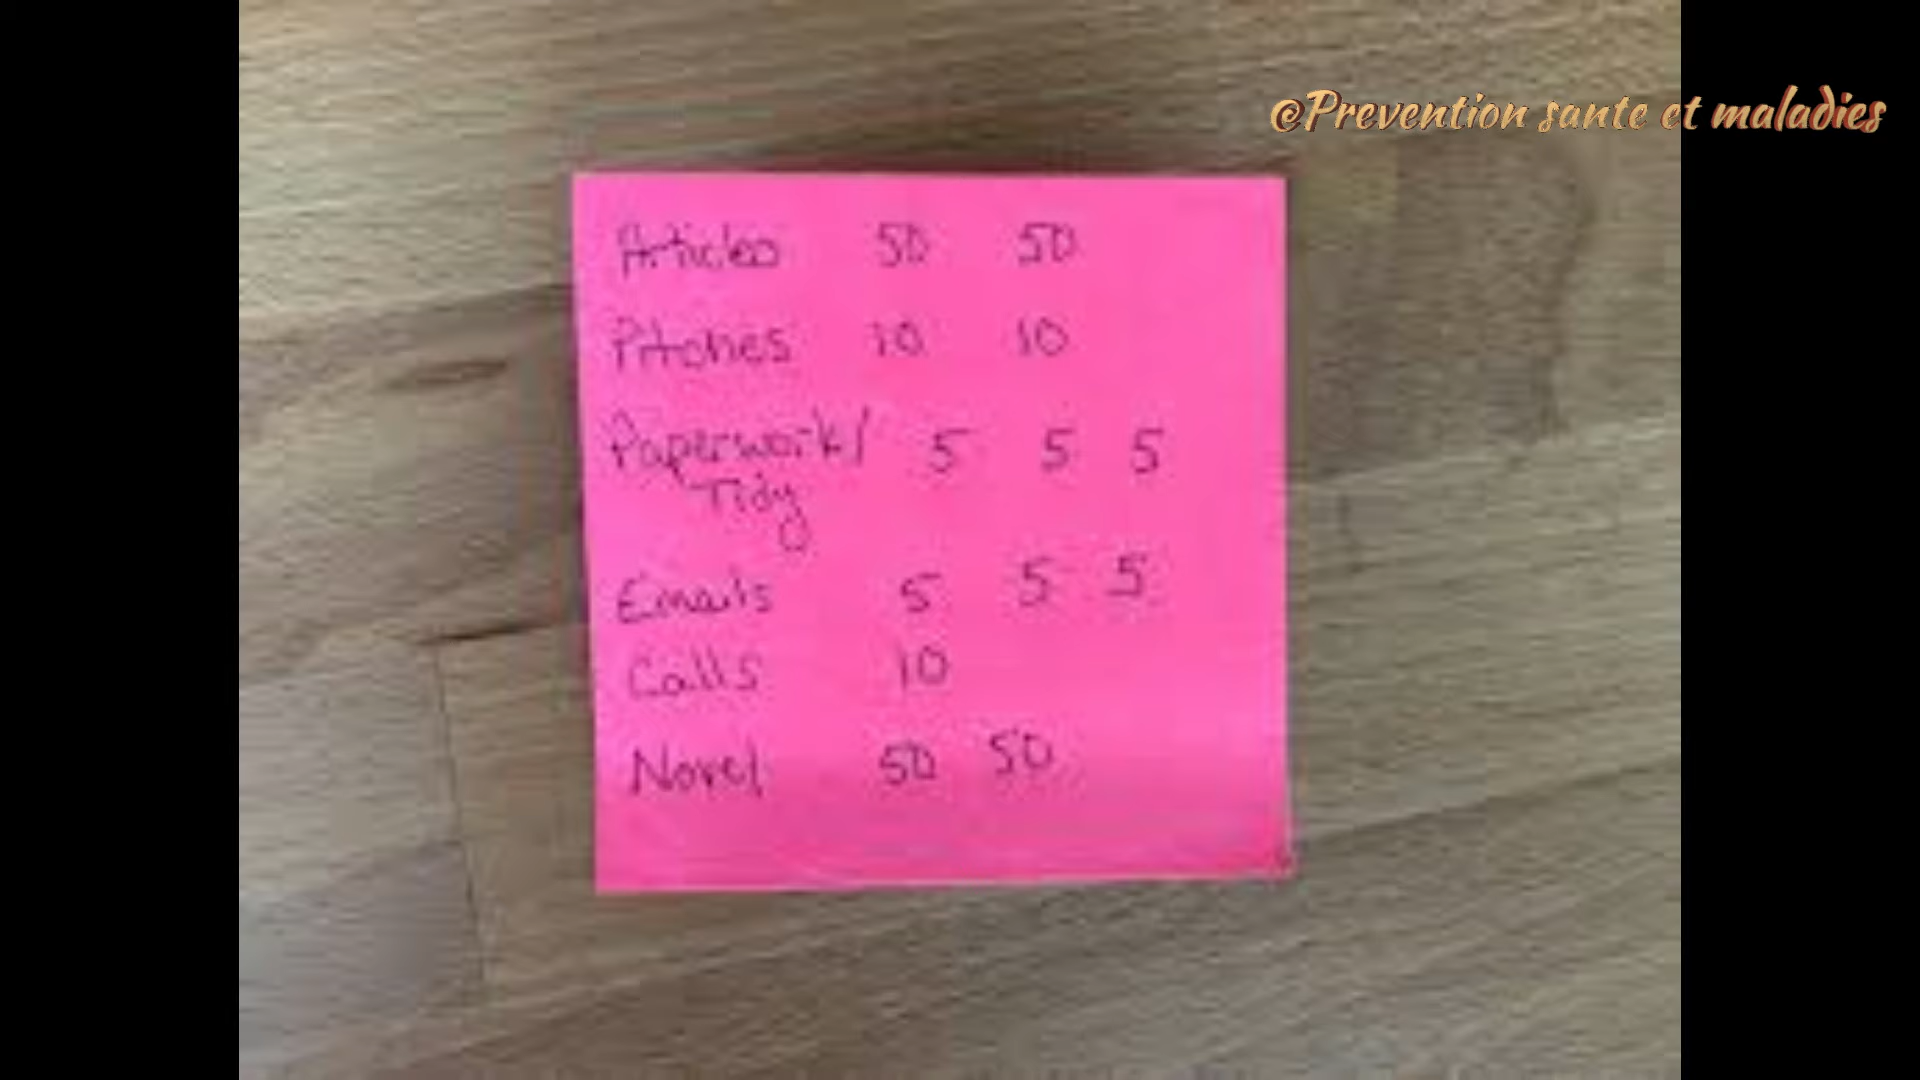 @Prevention sante et maladies
Articles 50 50
Pitches 10 10
Paperwork/ 5 5 5
Tidy
Emails 5 5 5
Calls 10
Novel 50 50